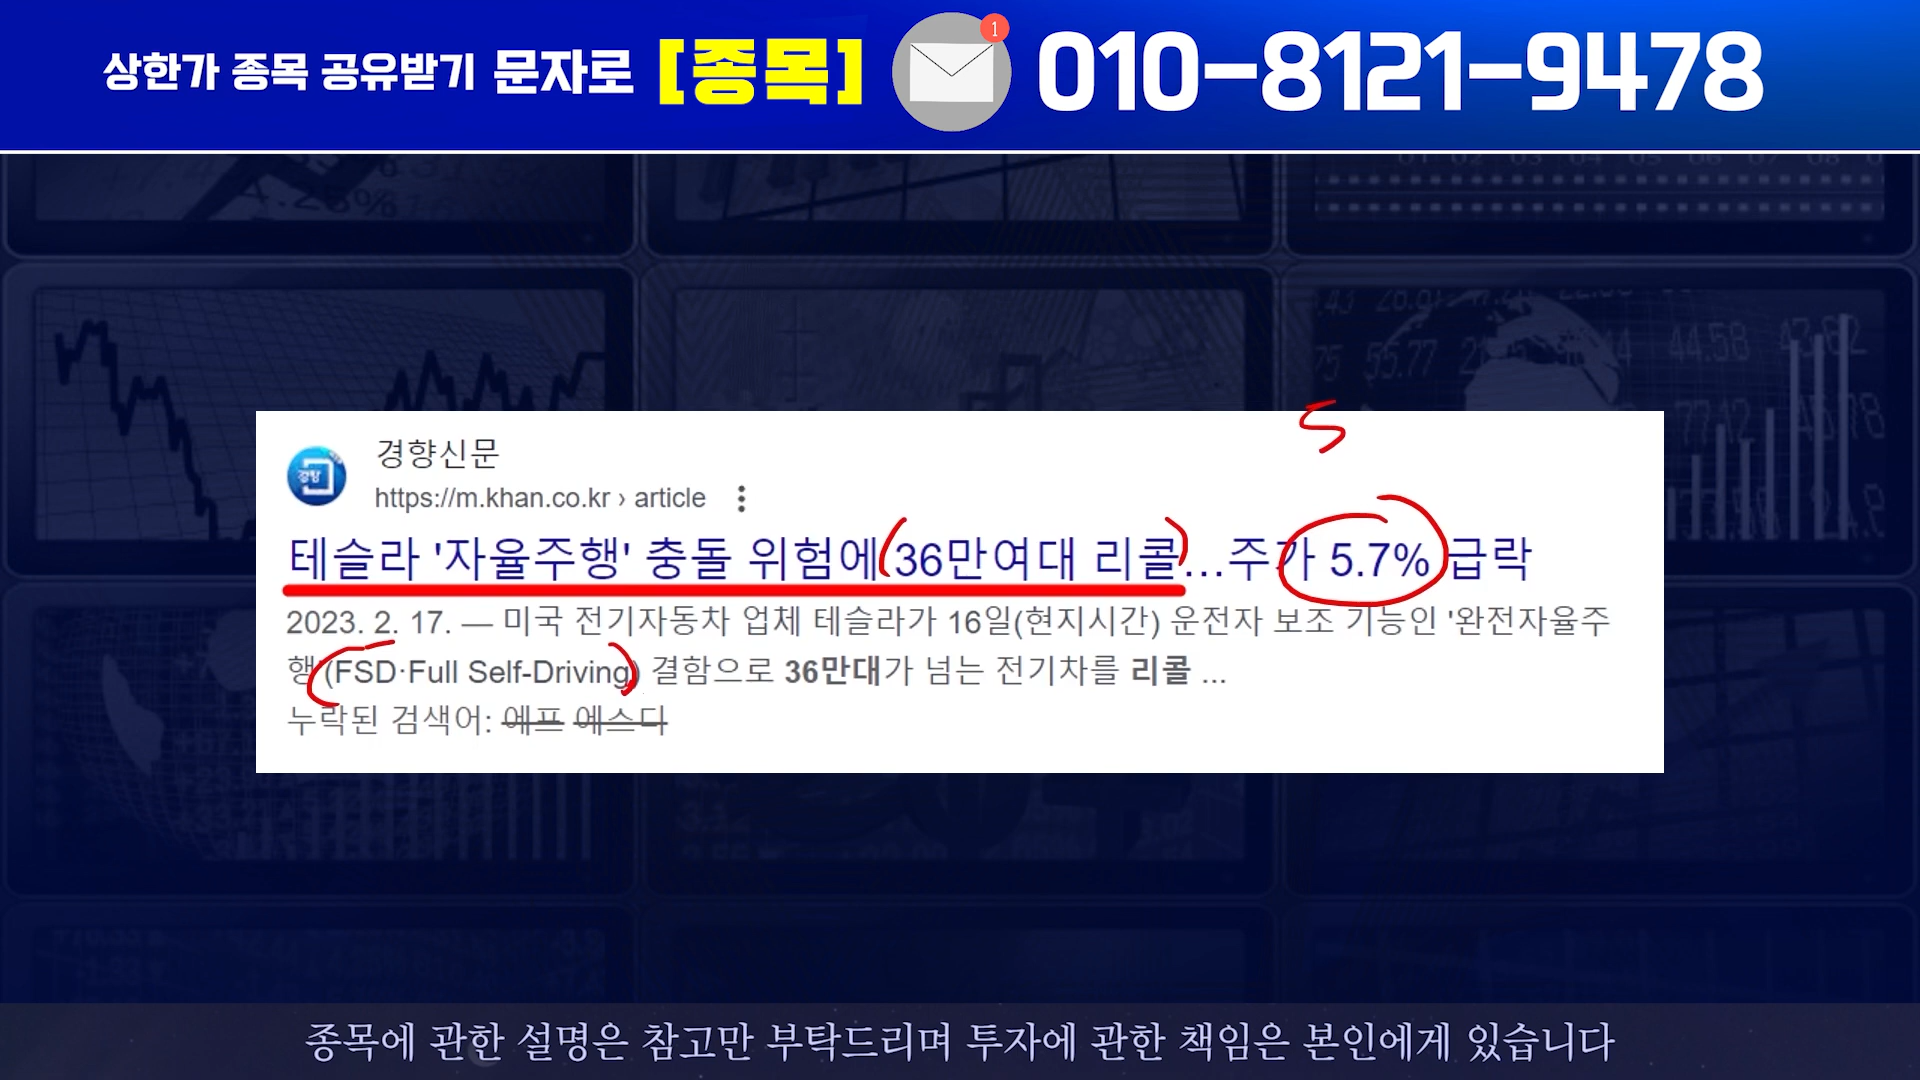 상한가 종목 공유받기 문자로 [종목] 1 010-8121-9478
5
경향신문
https://m.khan.co.kr › article
테슬라 '자율주행' 충돌 위험에 36만여대 리콜...주가 5.7% 급락
2023. 2. 17. — 미국 전기자동차 업체 테슬라가 16일(현지시간) 운전자 보조 기능인 '완전자율주
행'(FSD·Full Self-Driving) 결함으로 36만대가 넘는 전기차를 리콜 ...
누락된 검색어: 에프 에스디
종목에 관한 설명은 참고만 부탁드리며 투자에 관한 책임은 본인에게 있습니다